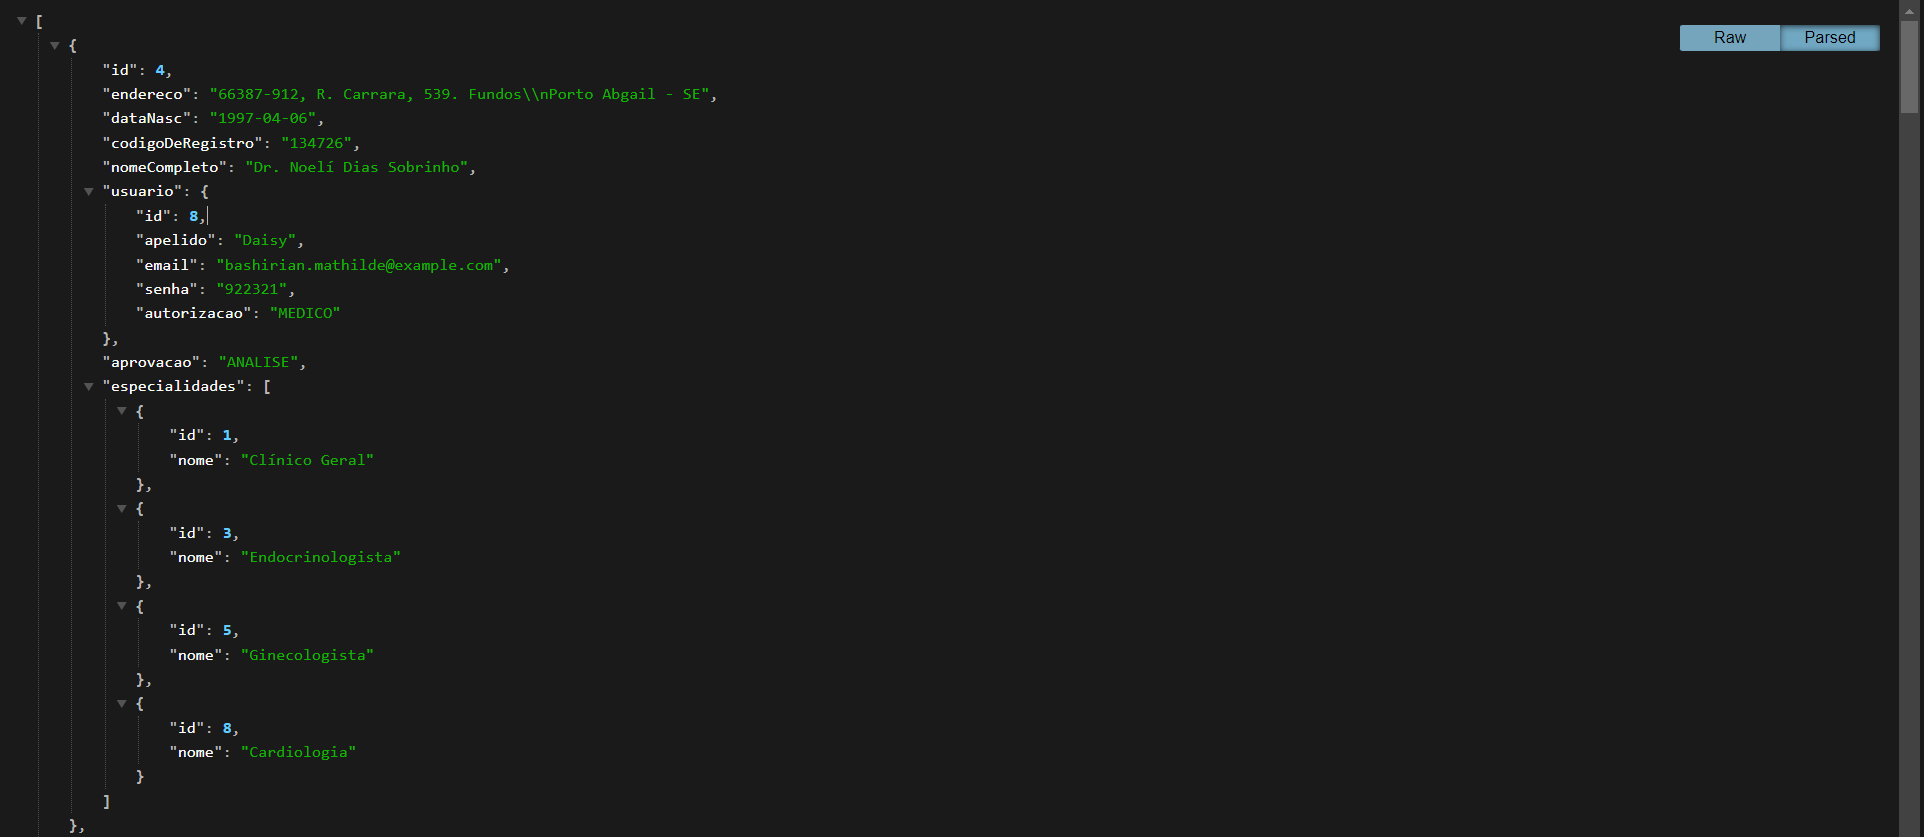 [
Raw Parsed
{
"id": 4,
"endereco": "66387-912, R. Carrara, 539. Fundos\\nPorto Abgail - SE",
"dataNasc": "1997-04-06",
"codigoDeRegistro": "134726",
"nomeCompleto": "Dr. Noelí Dias Sobrinho",
"usuario": {
"id": 8,
"apelido": "Daisy",
"email": "bashirian.mathilde@example.com",
"senha": "922321",
"autorizacao": "MEDICO"
},
"aprovacao": "ANALISE",
"especialidades": [
{
"id": 1,
"nome": "Clínico Geral"
},
{
"id": 3,
"nome": "Endocrinologista"
},
{
"id": 5,
"nome": "Ginecologista"
},
{
"id": 8,
"nome": "Cardiologia"
}
]
},